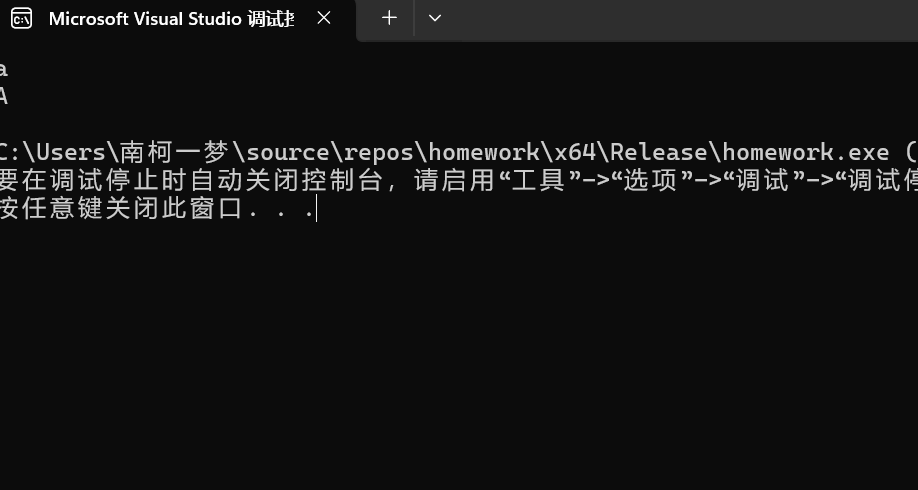 Microsoft Visual Studio 调试
a
A
C:\Users\南柯一梦\source\repos\homework\x64\Release\homework.exe (
要在调试停止时自动关闭控制台，请启用“工具”->“选项”->“调试”->“调试停
按任意键关闭此窗口. . .